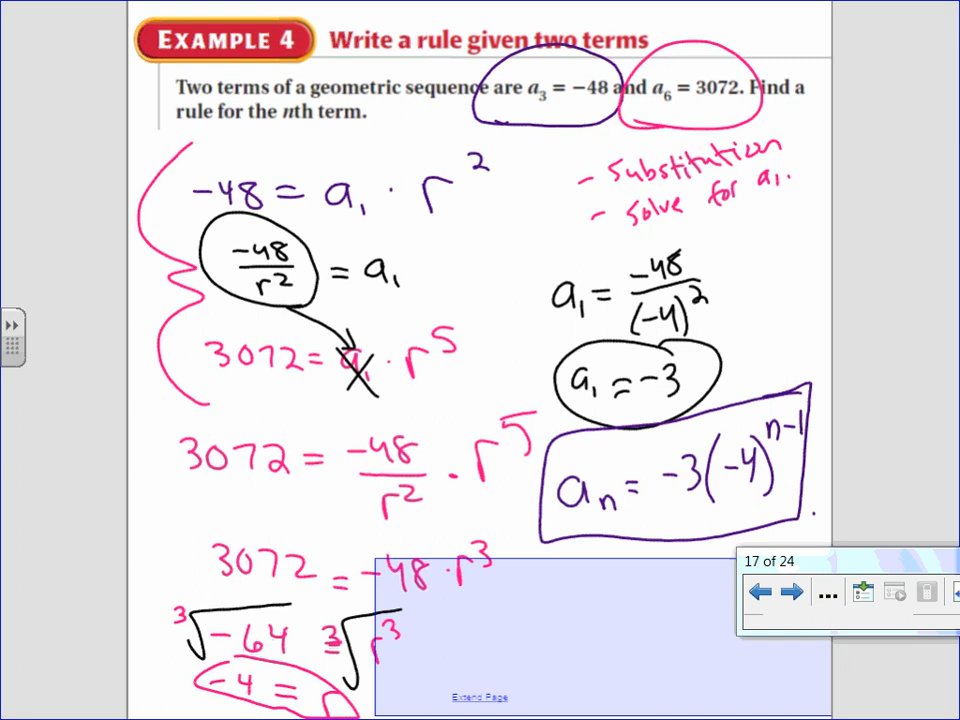 EXAMPLE 4 Write a rule given two terms
Two terms of a geometric sequence are a₃ = −48 and a₆ = 3072. Find a
rule for the nth term.
- Substitution
- Solve for a₁.
-48 = a₁ · r²
-48/r² = a₁
3072 = a₁ · r⁵
3072 = -48/r² · r⁵
3072 = -48 · r³
³√-64 = ³√r³
-4 = r
a₁ = -48/(-4)²
a₁ = -3
aₙ = -3(-4)ⁿ⁻¹.
17 of 24
...
Extend Page